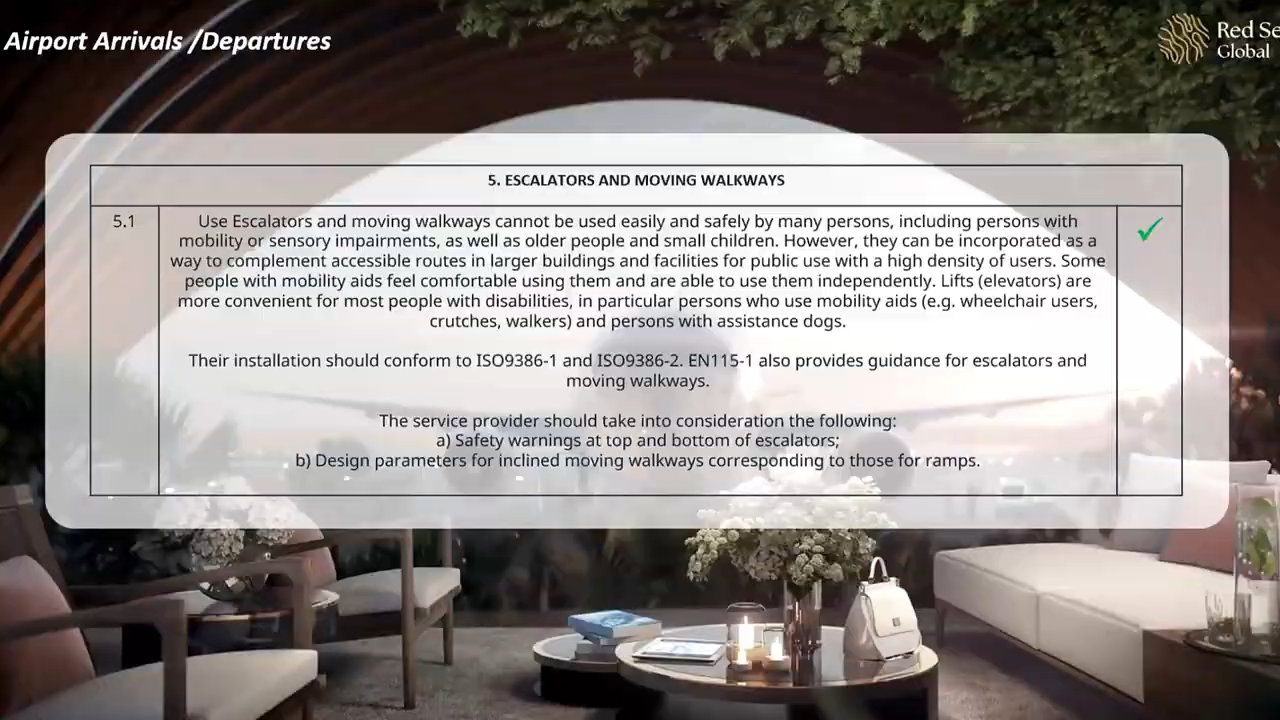 Airport Arrivals /Departures
Red Se
Global
5. ESCALATORS AND MOVING WALKWAYS
5.1
Use Escalators and moving walkways cannot be used easily and safely by many persons, including persons with
mobility or sensory impairments, as well as older people and small children. However, they can be incorporated as a
way to complement accessible routes in larger buildings and facilities for public use with a high density of users. Some
people with mobility aids feel comfortable using them and are able to use them independently. Lifts (elevators) are
more convenient for most people with disabilities, in particular persons who use mobility aids (e.g. wheelchair users,
crutches, walkers) and persons with assistance dogs.
Their installation should conform to ISO9386-1 and ISO9386-2. EN115-1 also provides guidance for escalators and
moving walkways.
The service provider should take into consideration the following:
a) Safety warnings at top and bottom of escalators;
b) Design parameters for inclined moving walkways corresponding to those for ramps.